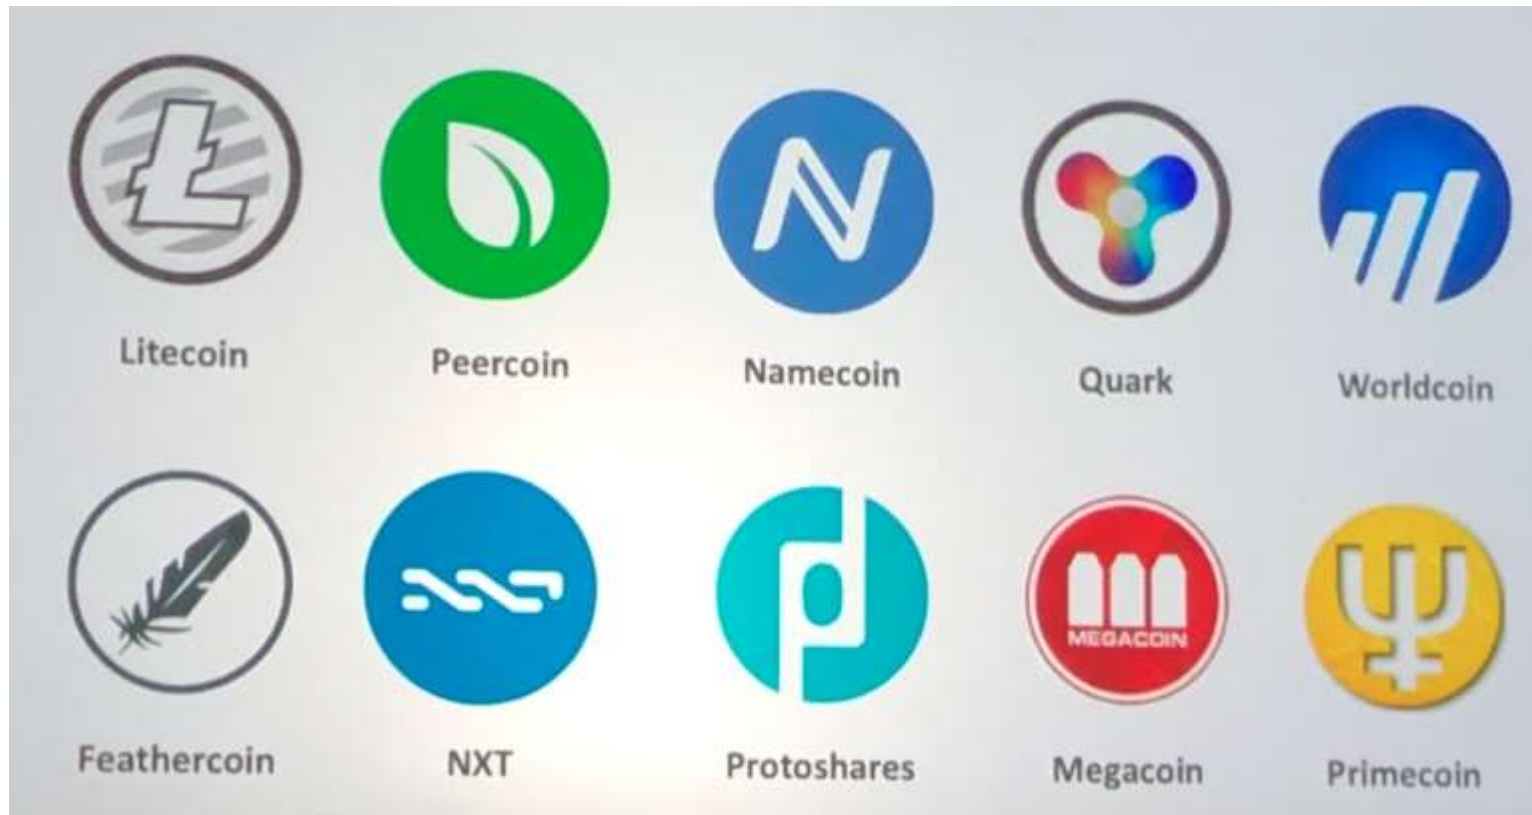 Litecoin
Peercoin
Namecoin
Quark
Worldcoin
MEGACOIN
Feathercoin
NXT
Protoshares
Megacoin
Primecoin